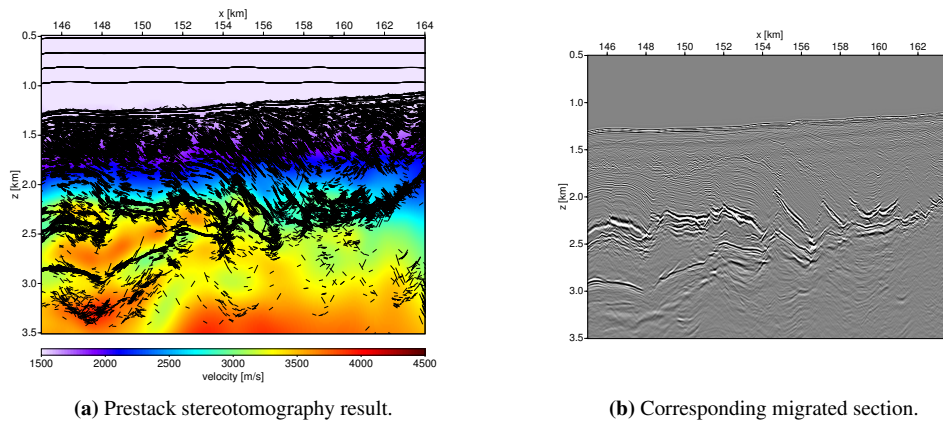 x [km]
146 148 150 152 154 156 158 160 162 164
0.5
1.0
1.5
2.0
2.5
3.0
3.5
z [km]
1500 2000 2500 3000 3500 4000 4500
velocity [m/s]
(a) Prestack stereotomography result.
x [km]
146 148 150 152 154 156 158 160 162
0.5
1.0
1.5
2.0
2.5
3.0
3.5
z [km]
(b) Corresponding migrated section.